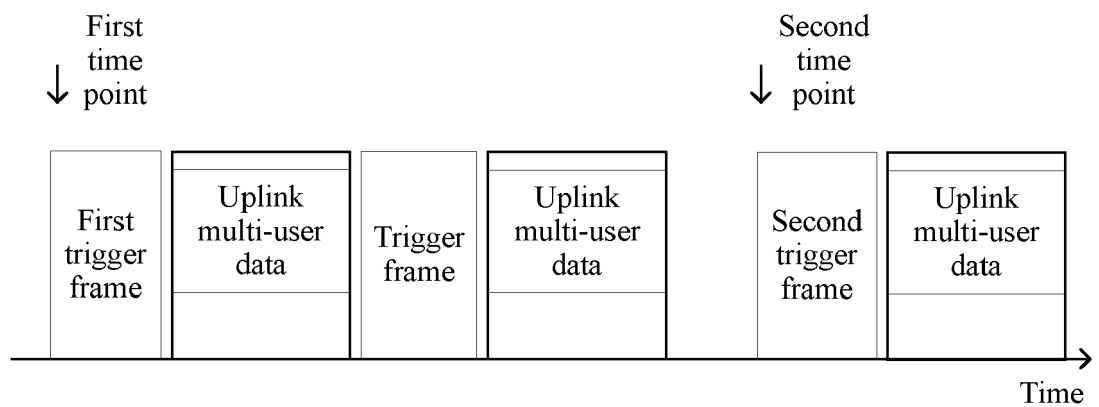 First
time
point
Second
time
point
First
trigger
frame
Uplink
multi-user
data
Trigger
frame
Uplink
multi-user
data
Second
trigger
frame
Uplink
multi-user
data
Time